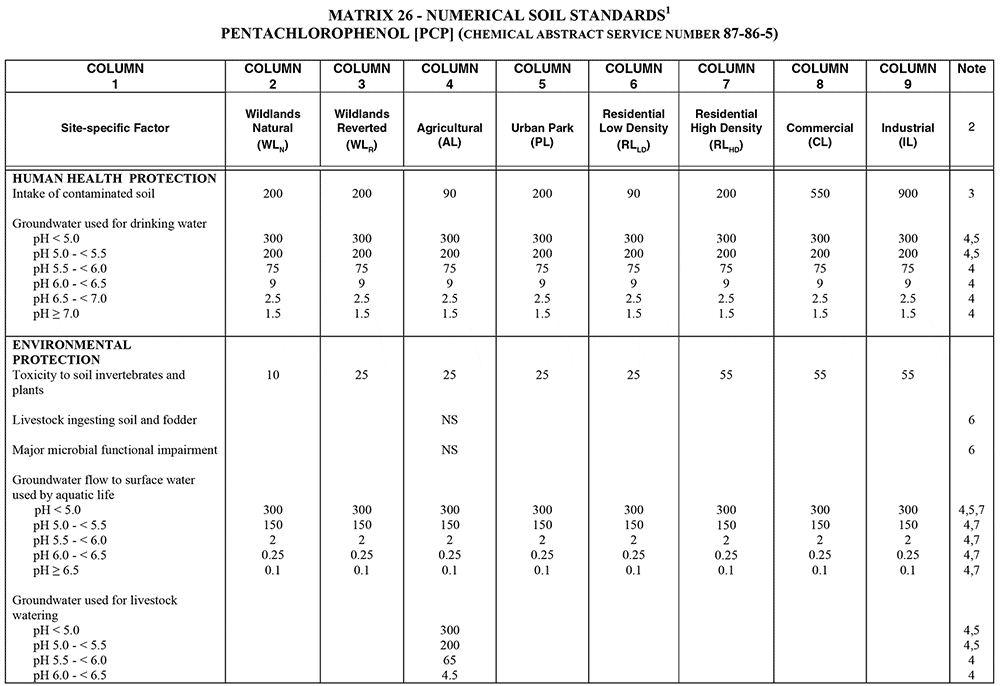 MATRIX 26 - NUMERICAL SOIL STANDARDS1
PENTACHLOROPHENOL [PCP] (CHEMICAL ABSTRACT SERVICE NUMBER 87-86-5)
COLUMN 1 COLUMN 2 COLUMN 3 COLUMN 4 COLUMN 5 COLUMN 6 COLUMN 7 COLUMN 8 COLUMN 9 Note
Site-specific Factor Wildlands Natural (WLN) Wildlands Reverted (WLR) Agricultural (AL) Urban Park (PL) Residential Low Density (RLLD) Residential High Density (RLHD) Commercial (CL) Industrial (IL) 2
HUMAN HEALTH PROTECTION
Intake of contaminated soil 200 200 90 200 90 200 550 900 3
Groundwater used for drinking water
pH < 5.0 300 300 300 300 300 300 300 300 4,5
pH 5.0 - < 5.5 200 200 200 200 200 200 200 200 4,5
pH 5.5 - < 6.0 75 75 75 75 75 75 75 75 4
pH 6.0 - < 6.5 9 9 9 9 9 9 9 9 4
pH 6.5 - < 7.0 2.5 2.5 2.5 2.5 2.5 2.5 2.5 2.5 4
pH ≥ 7.0 1.5 1.5 1.5 1.5 1.5 1.5 1.5 1.5 4
ENVIRONMENTAL
PROTECTION
Toxicity to soil invertebrates and 10 25 25 25 25 55 55 55
plants
Livestock ingesting soil and fodder NS 6
Major microbial functional impairment NS 6
Groundwater flow to surface water
used by aquatic life
pH < 5.0 300 300 300 300 300 300 300 300 4,5,7
pH 5.0 - < 5.5 150 150 150 150 150 150 150 150 4,7
pH 5.5 - < 6.0 2 2 2 2 2 2 2 2 4,7
pH 6.0 - < 6.5 0.25 0.25 0.25 0.25 0.25 0.25 0.25 0.25 4,7
pH ≥ 6.5 0.1 0.1 0.1 0.1 0.1 0.1 0.1 0.1 4,7
Groundwater used for livestock
watering
pH < 5.0 300 4,5
pH 5.0 - < 5.5 200 4,5
pH 5.5 - < 6.0 65 4
pH 6.0 - < 6.5 4.5 4